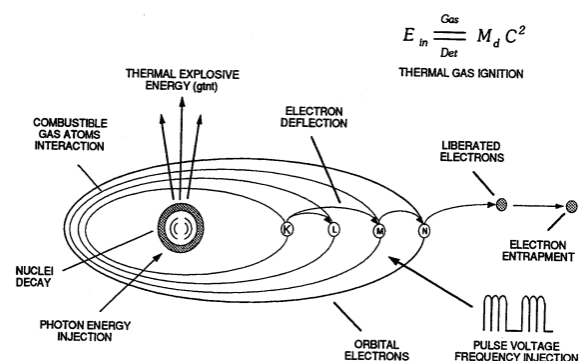 Gas
E in = M d C²
Det
THERMAL GAS IGNITION
THERMAL EXPLOSIVE
ENERGY (gtnt)
COMBUSTIBLE
GAS ATOMS
INTERACTION
ELECTRON
DEFLECTION
LIBERATED
ELECTRONS
K L M N
ELECTRON
ENTRAPMENT
NUCLEI
DECAY
PHOTON ENERGY
INJECTION
ORBITAL
ELECTRONS
PULSE VOLTAGE
FREQUENCY INJECTION